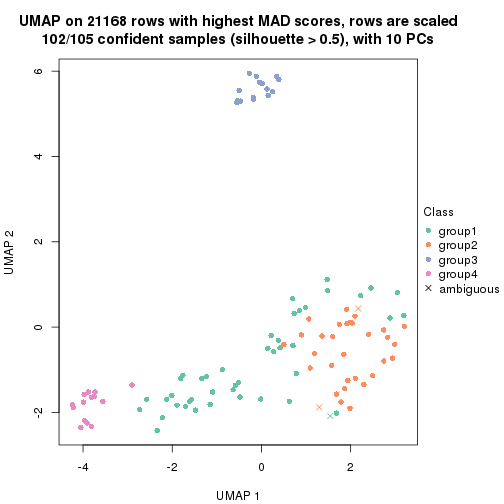 UMAP on 21168 rows with highest MAD scores, rows are scaled
102/105 confident samples (silhouette > 0.5), with 10 PCs
6
4
2
0
-2
UMAP 2
-4
-2
0
2
UMAP 1
Class
group1
group2
group3
group4
ambiguous